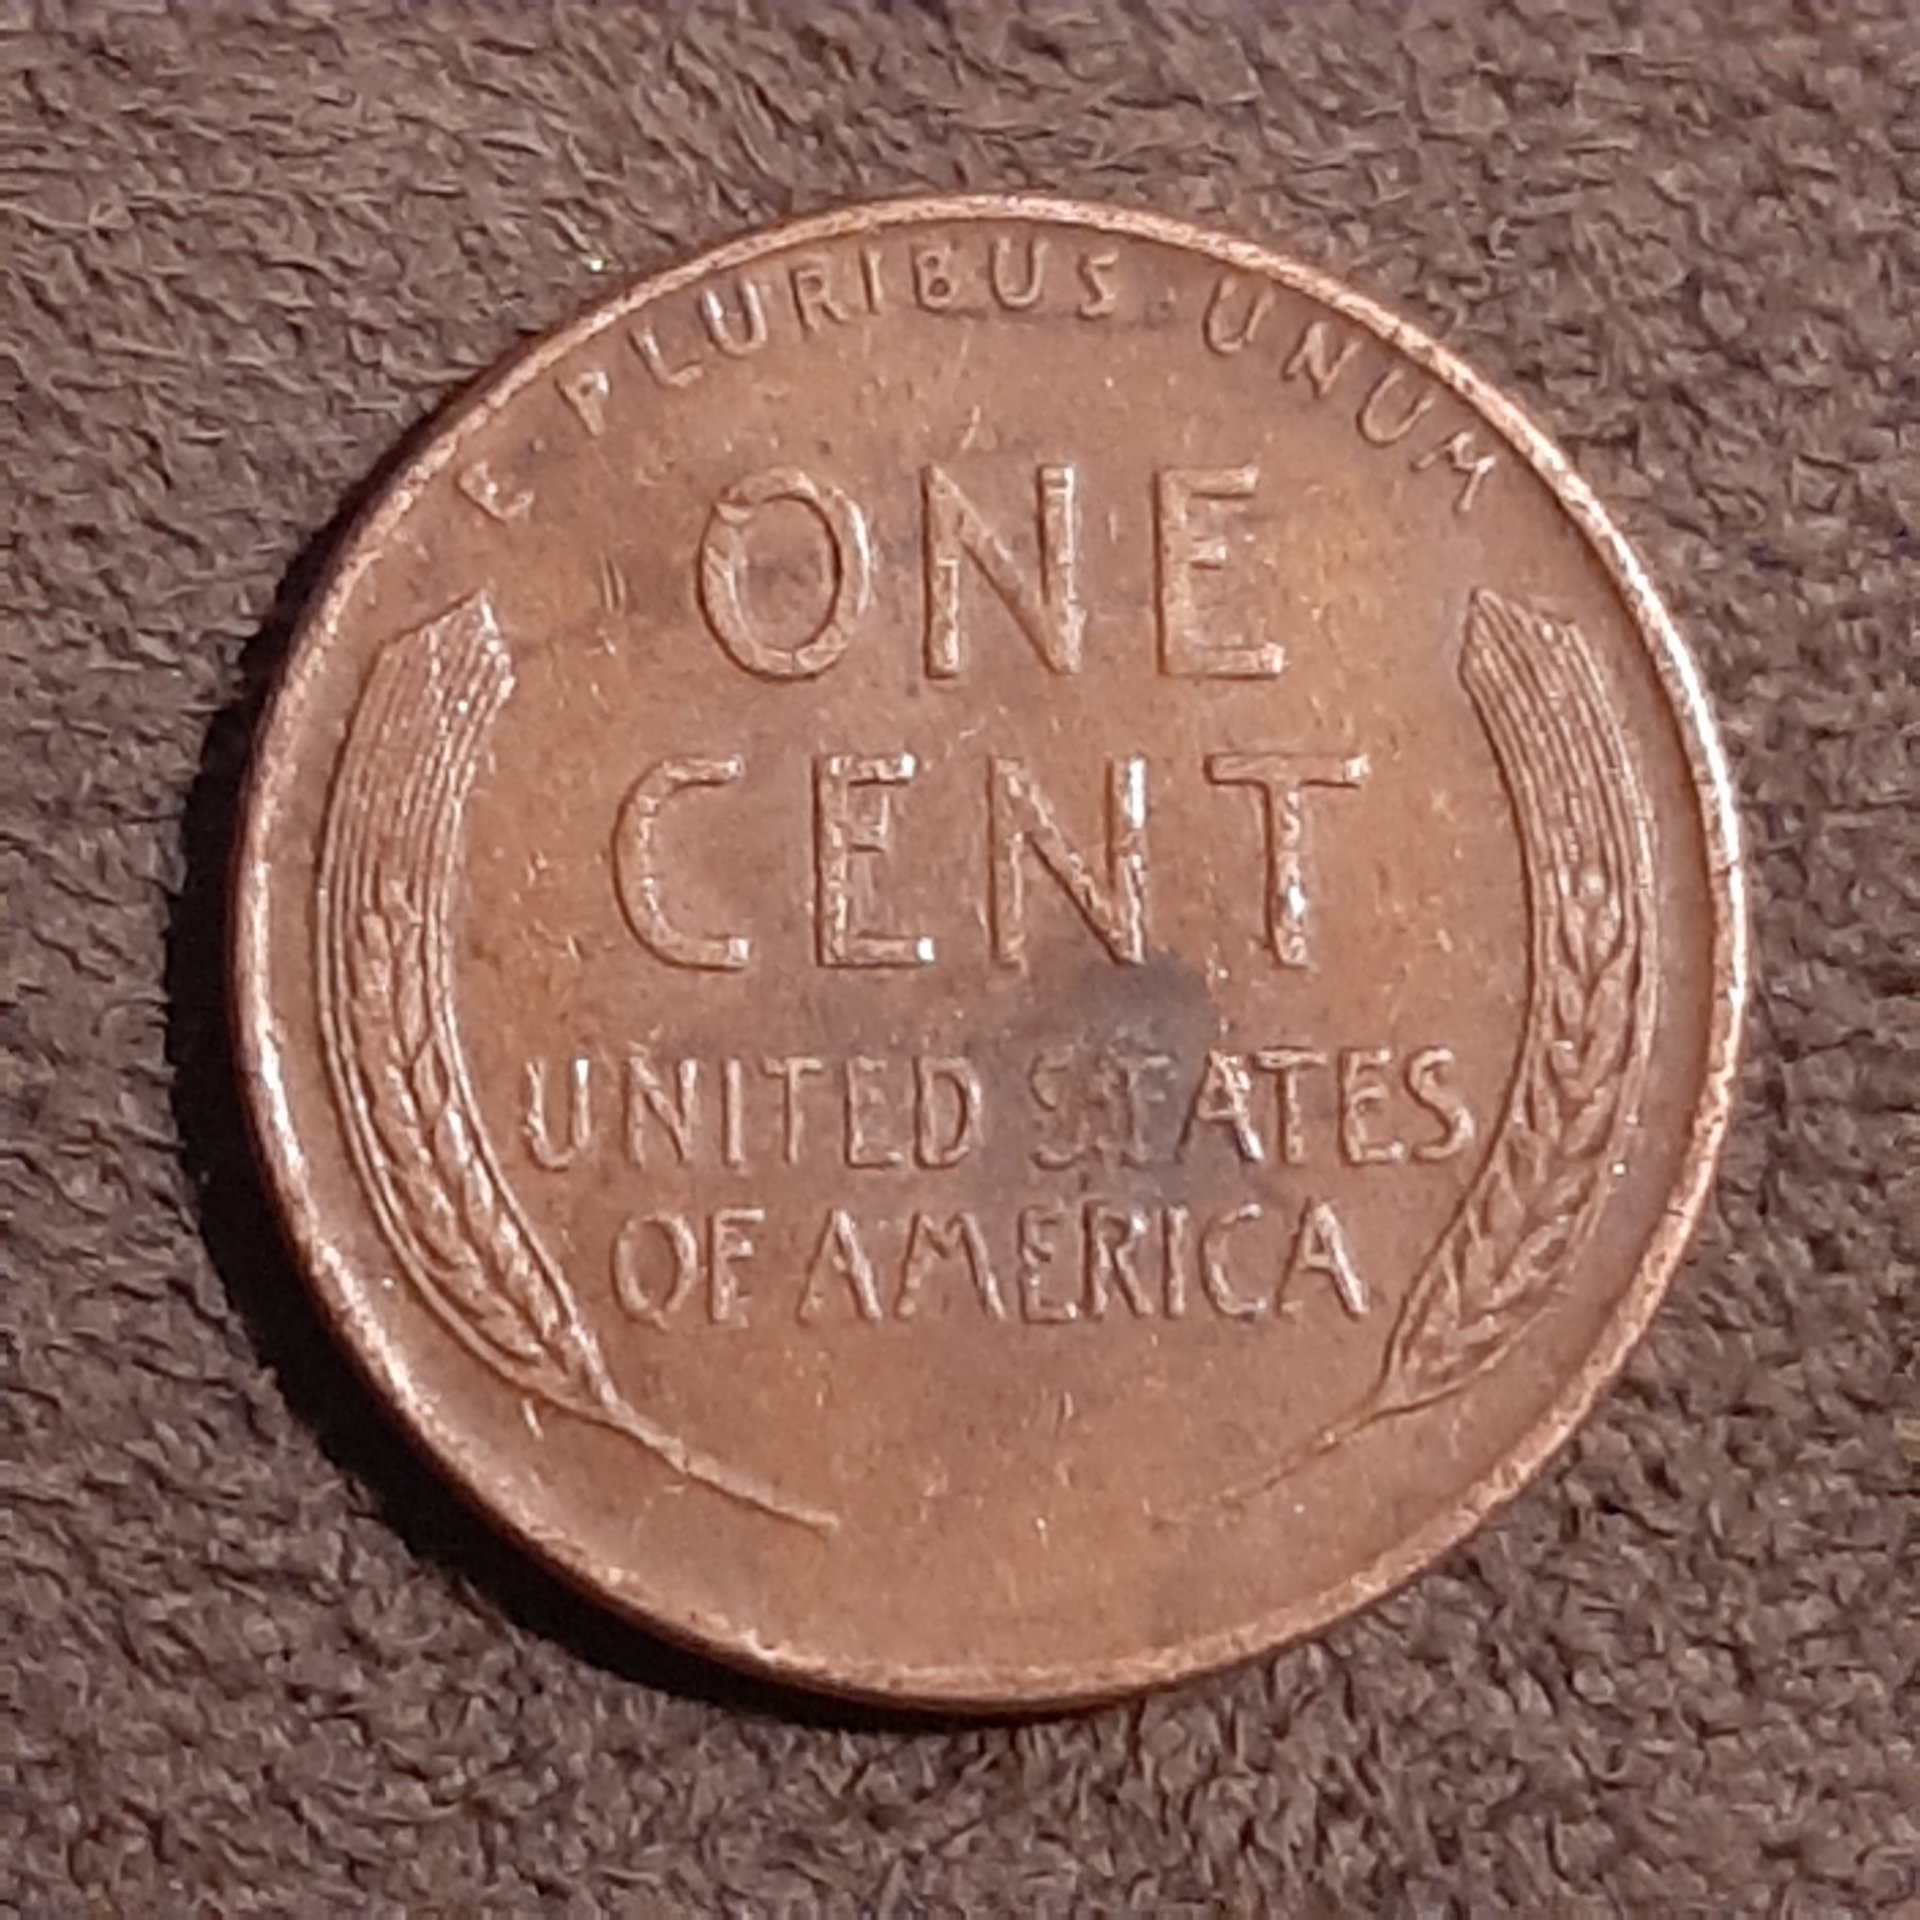 E·PLURIBUS·UNUM
ONE
CENT
UNITED STATES
OF AMERICA